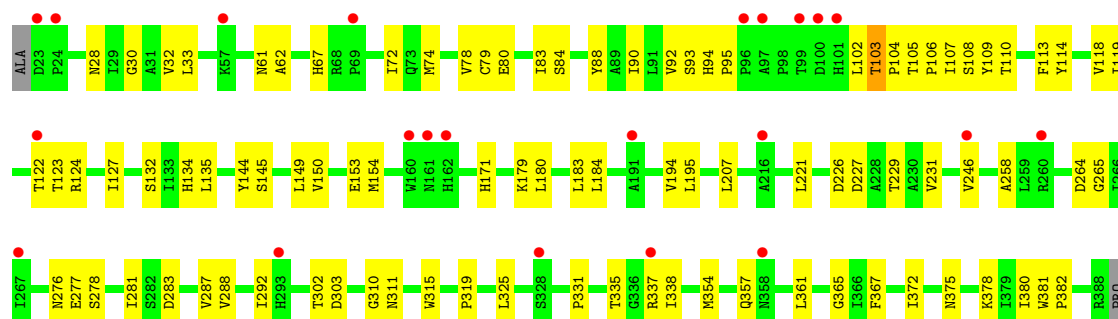 ALA D23 P24 N28 I29 G30 A31 V32 L33 K57 N61 A62 H67 R68 P69 I72 Q73 M74 V78 C79 E80 I83 S84 Y88 A89 I90 L91 V92 S93 H94 P95 P96 A97 P98 T99 D100 H101 L102 T103 P104 T105 P106 I107 S108 Y109 T110 F113 Y114 V118 I119
T122 T123 R124 I127 S132 I133 H134 L135 Y144 S145 L149 V150 E153 M154 W160 N161 H162 H171 K179 L180 L183 L184 A191 V194 L195 L207 A216 L221 D226 D227 A228 T229 A230 V231 V246 A258 L259 R260 D264 G265 I266
I267 N276 E277 S278 I281 S282 D283 V287 V288 I292 H293 T302 D303 G310 N311 W315 P319 L325 S328 P331 T335 G336 R337 I338 M354 Q357 N358 L361 G365 I366 F367 I372 N375 K378 I379 I380 W381 P382 R388 PRO